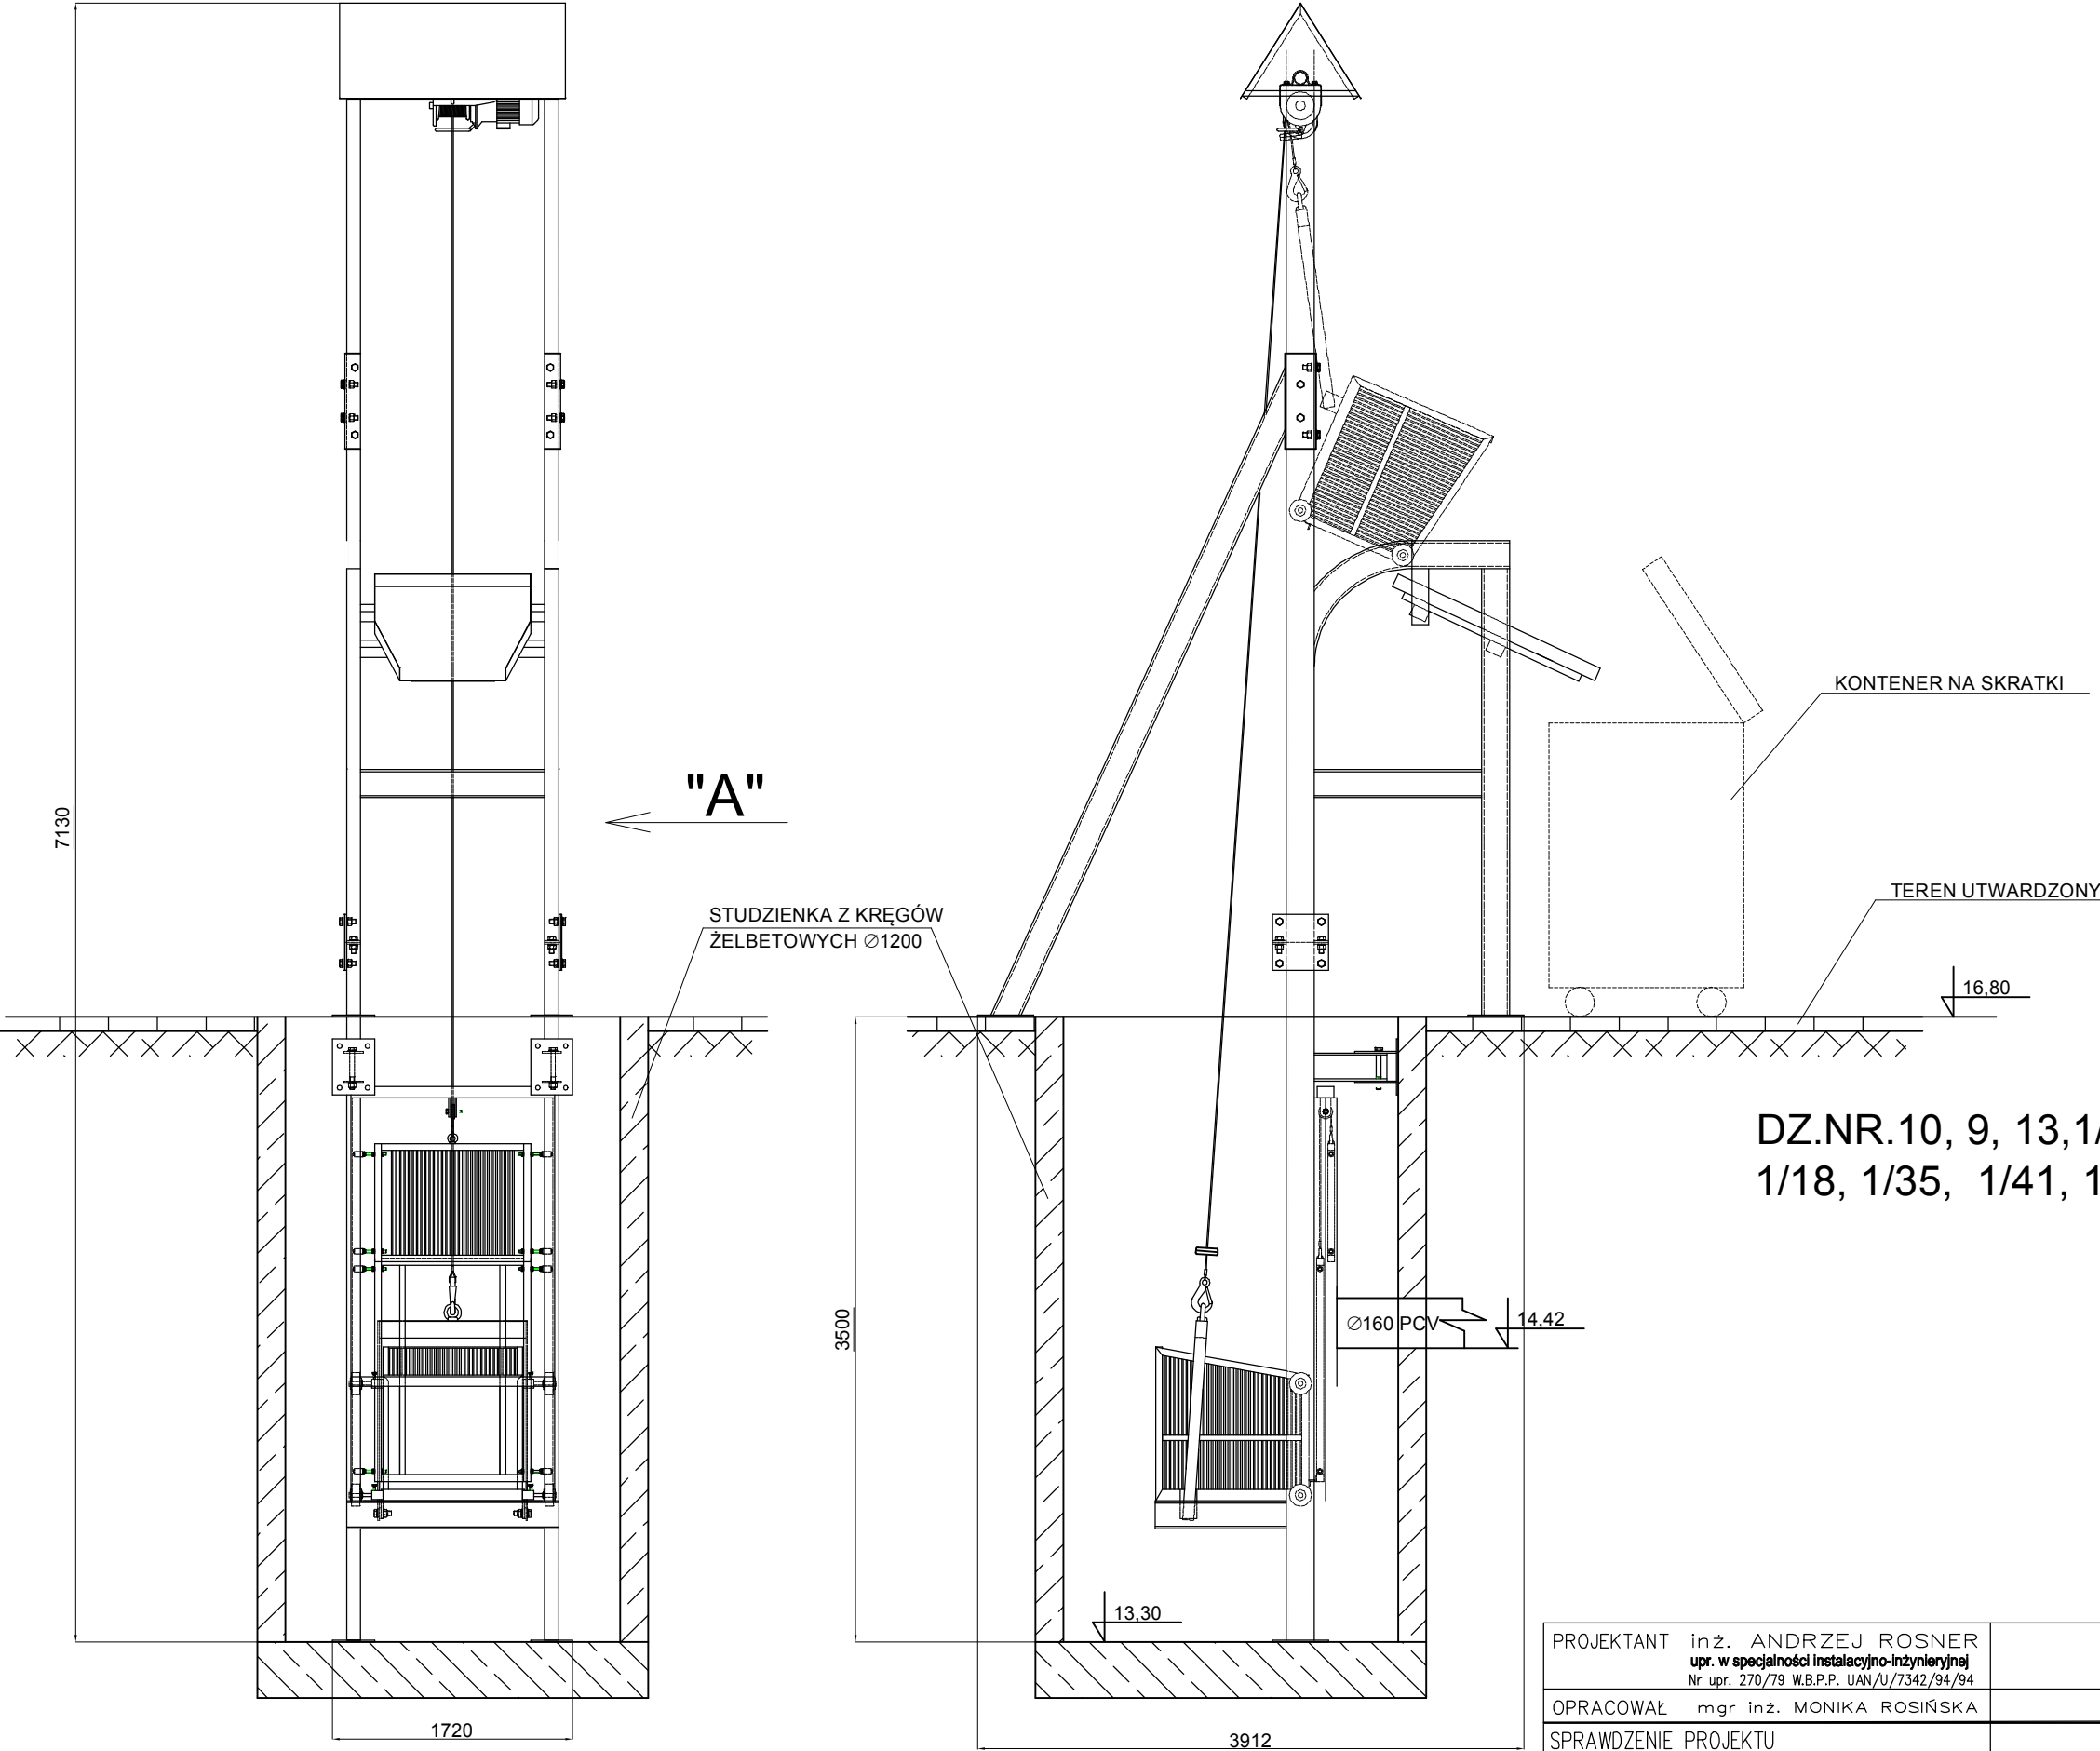 KONTENER NA SKRATKI
"A"
7130
TEREN UTWARDZONY
STUDZIENKA Z KRĘGÓW
ŻELBETOWYCH ∅1200
16,80
DZ.NR.10, 9, 13,1/
1/18, 1/35, 1/41, 1
3500
∅160 PCV
14,42
13,30
1720
3912
PROJEKTANT inż. ANDRZEJ ROSNER
upr. w specjalności instalacyjno-inżynieryjnej
Nr upr. 270/79 W.B.P.P. UAN/U/7342/94/94
OPRACOWAŁ mgr inż. MONIKA ROSIŃSKA
SPRAWDZENIE PROJEKTU